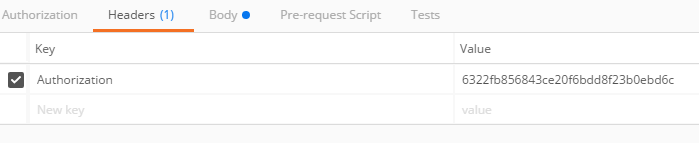 Authorization Headers (1) Body Pre-request Script Tests
Key Value
Authorization 6322fb856843ce20f6bdd8f23b0ebd6c
New key value